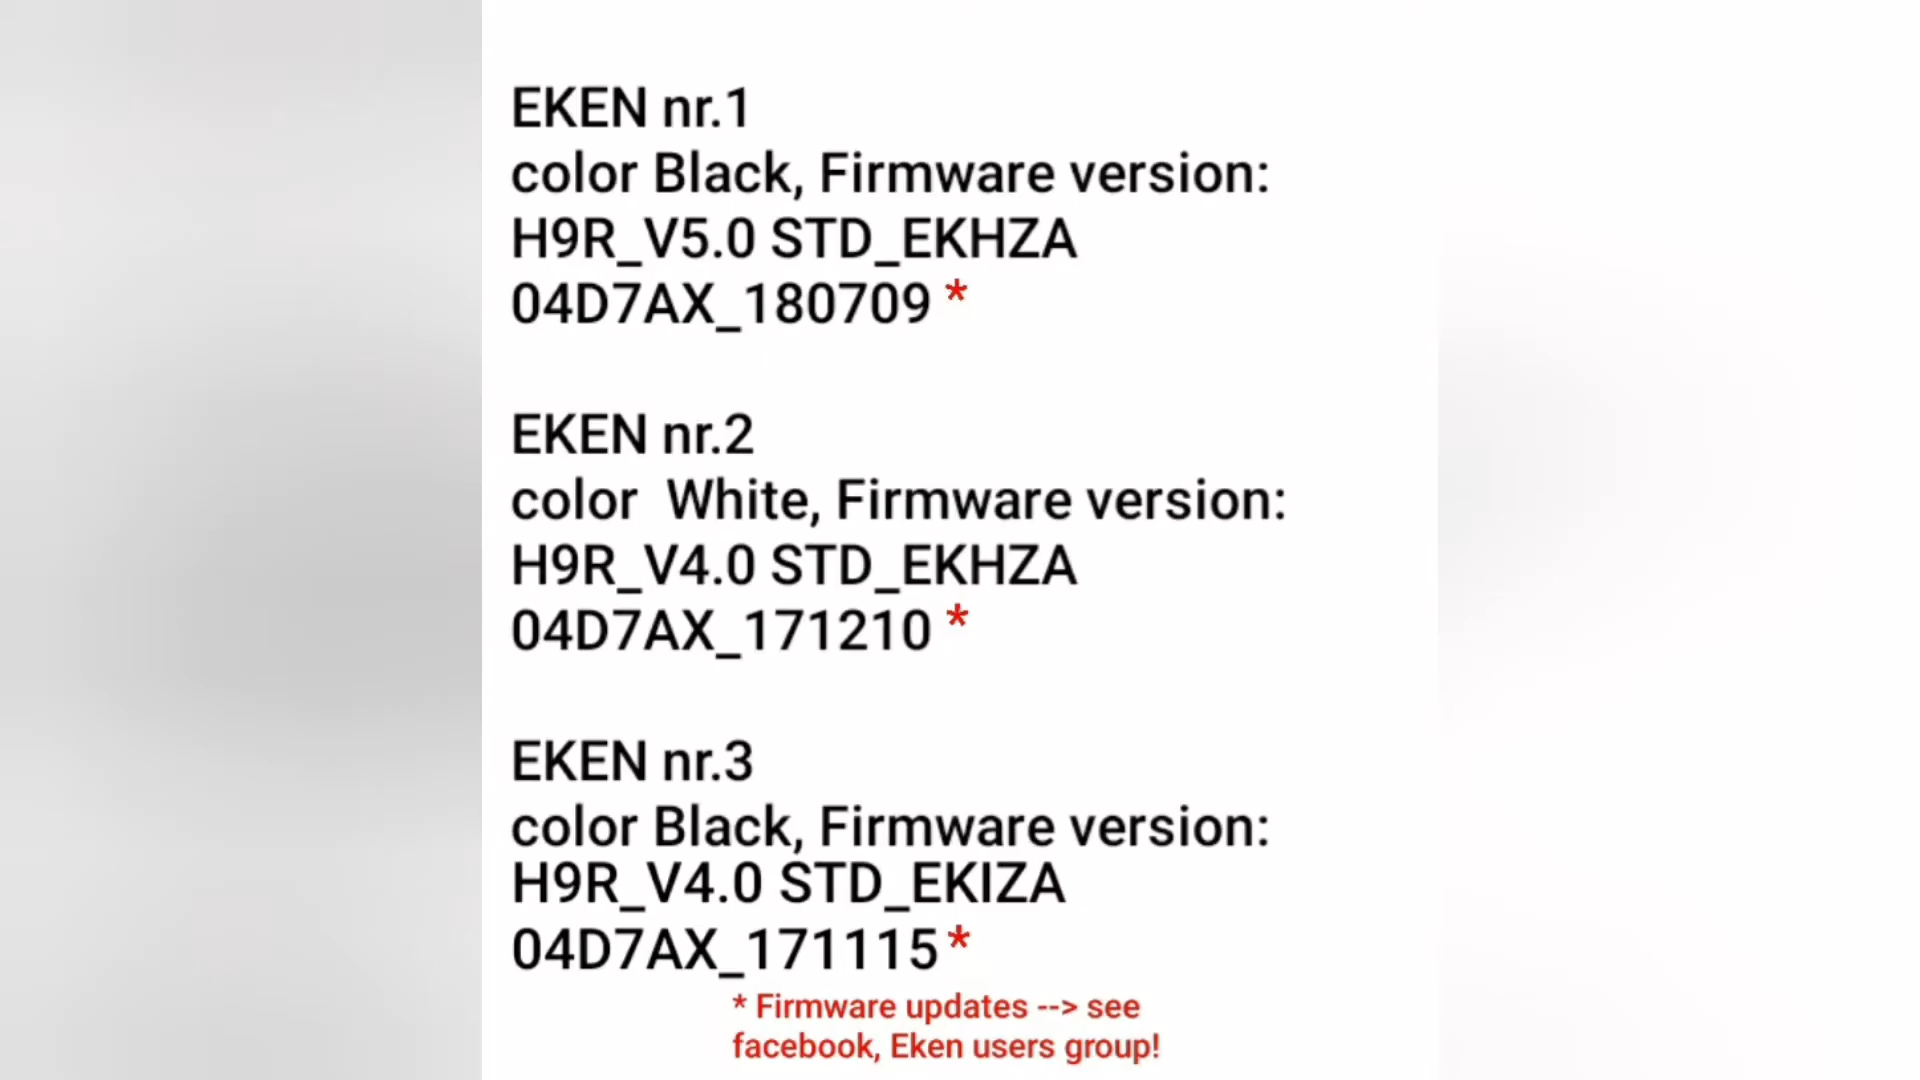 EKEN nr.1
color Black, Firmware version:
H9R_V5.0 STD_EKHZA
04D7AX_180709 *
EKEN nr.2
color  White, Firmware version:
H9R_V4.0 STD_EKHZA
04D7AX_171210 *
EKEN nr.3
color Black, Firmware version:
H9R_V4.0 STD_EKIZA
04D7AX_171115 *
* Firmware updates --> see
facebook, Eken users group!